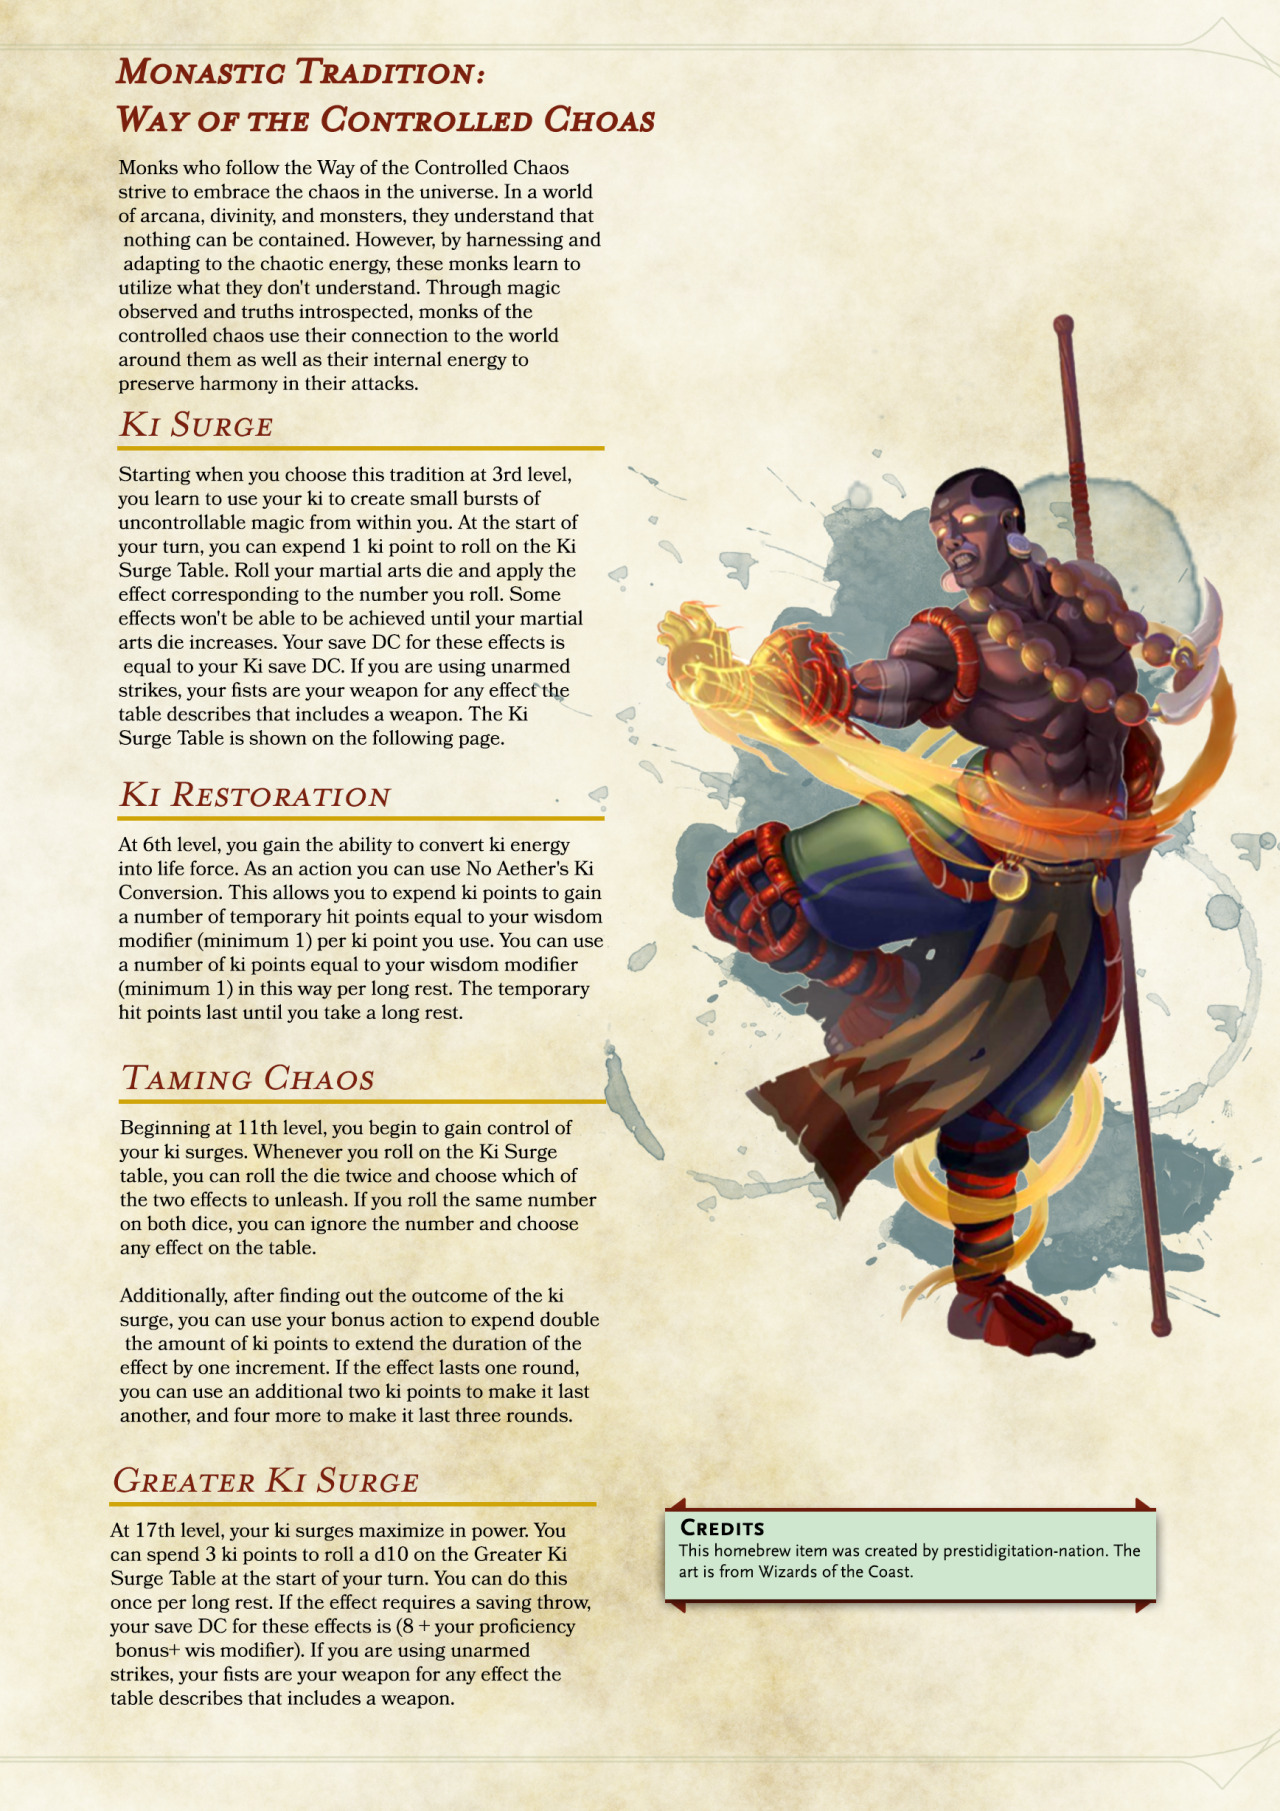 Monastic Tradition:
Way of the Controlled Choas
Monks who follow the Way of the Controlled Chaos
strive to embrace the chaos in the universe. In a world
of arcana, divinity, and monsters, they understand that
nothing can be contained. However, by harnessing and
adapting to the chaotic energy, these monks learn to
utilize what they don't understand. Through magic
observed and truths introspected, monks of the
controlled chaos use their connection to the world
around them as well as their internal energy to
preserve harmony in their attacks.
Ki Surge
Starting when you choose this tradition at 3rd level,
you learn to use your ki to create small bursts of
uncontrollable magic from within you. At the start of
your turn, you can expend 1 ki point to roll on the Ki
Surge Table. Roll your martial arts die and apply the
effect corresponding to the number you roll. Some
effects won't be able to be achieved until your martial
arts die increases. Your save DC for these effects is
equal to your Ki save DC. If you are using unarmed
strikes, your fists are your weapon for any effect the
table describes that includes a weapon. The Ki
Surge Table is shown on the following page.
Ki Restoration
At 6th level, you gain the ability to convert ki energy
into life force. As an action you can use No Aether's Ki
Conversion. This allows you to expend ki points to gain
a number of temporary hit points equal to your wisdom
modifier (minimum 1) per ki point you use. You can use
a number of ki points equal to your wisdom modifier
(minimum 1) in this way per long rest. The temporary
hit points last until you take a long rest.
Taming Chaos
Beginning at 11th level, you begin to gain control of
your ki surges. Whenever you roll on the Ki Surge
table, you can roll the die twice and choose which of
the two effects to unleash. If you roll the same number
on both dice, you can ignore the number and choose
any effect on the table.
Additionally, after finding out the outcome of the ki
surge, you can use your bonus action to expend double
the amount of ki points to extend the duration of the
effect by one increment. If the effect lasts one round,
you can use an additional two ki points to make it last
another, and four more to make it last three rounds.
Greater Ki Surge
At 17th level, your ki surges maximize in power. You
can spend 3 ki points to roll a d10 on the Greater Ki
Surge Table at the start of your turn. You can do this
once per long rest. If the effect requires a saving throw,
your save DC for these effects is (8 + your proficiency
bonus+ wis modifier). If you are using unarmed
strikes, your fists are your weapon for any effect the
table describes that includes a weapon.
Credits
This homebrew item was created by prestidigitation-nation. The
art is from Wizards of the Coast.